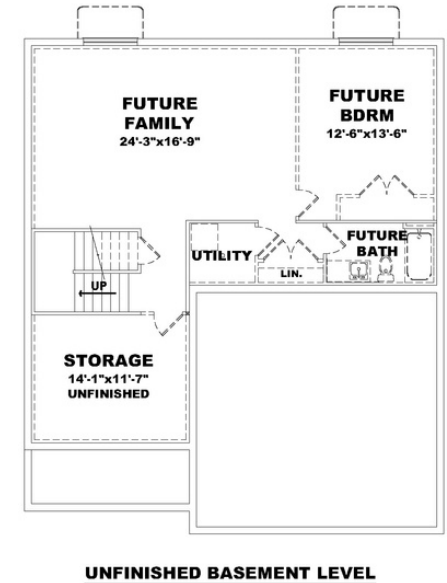 FUTURE
FAMILY
24'-3"x16'-9"
FUTURE
BDRM
12'-6"x13'-6"
UTILITY
LIN.
FUTURE
BATH
UP
STORAGE
14'-1"x11'-7"
UNFINISHED
UNFINISHED BASEMENT LEVEL